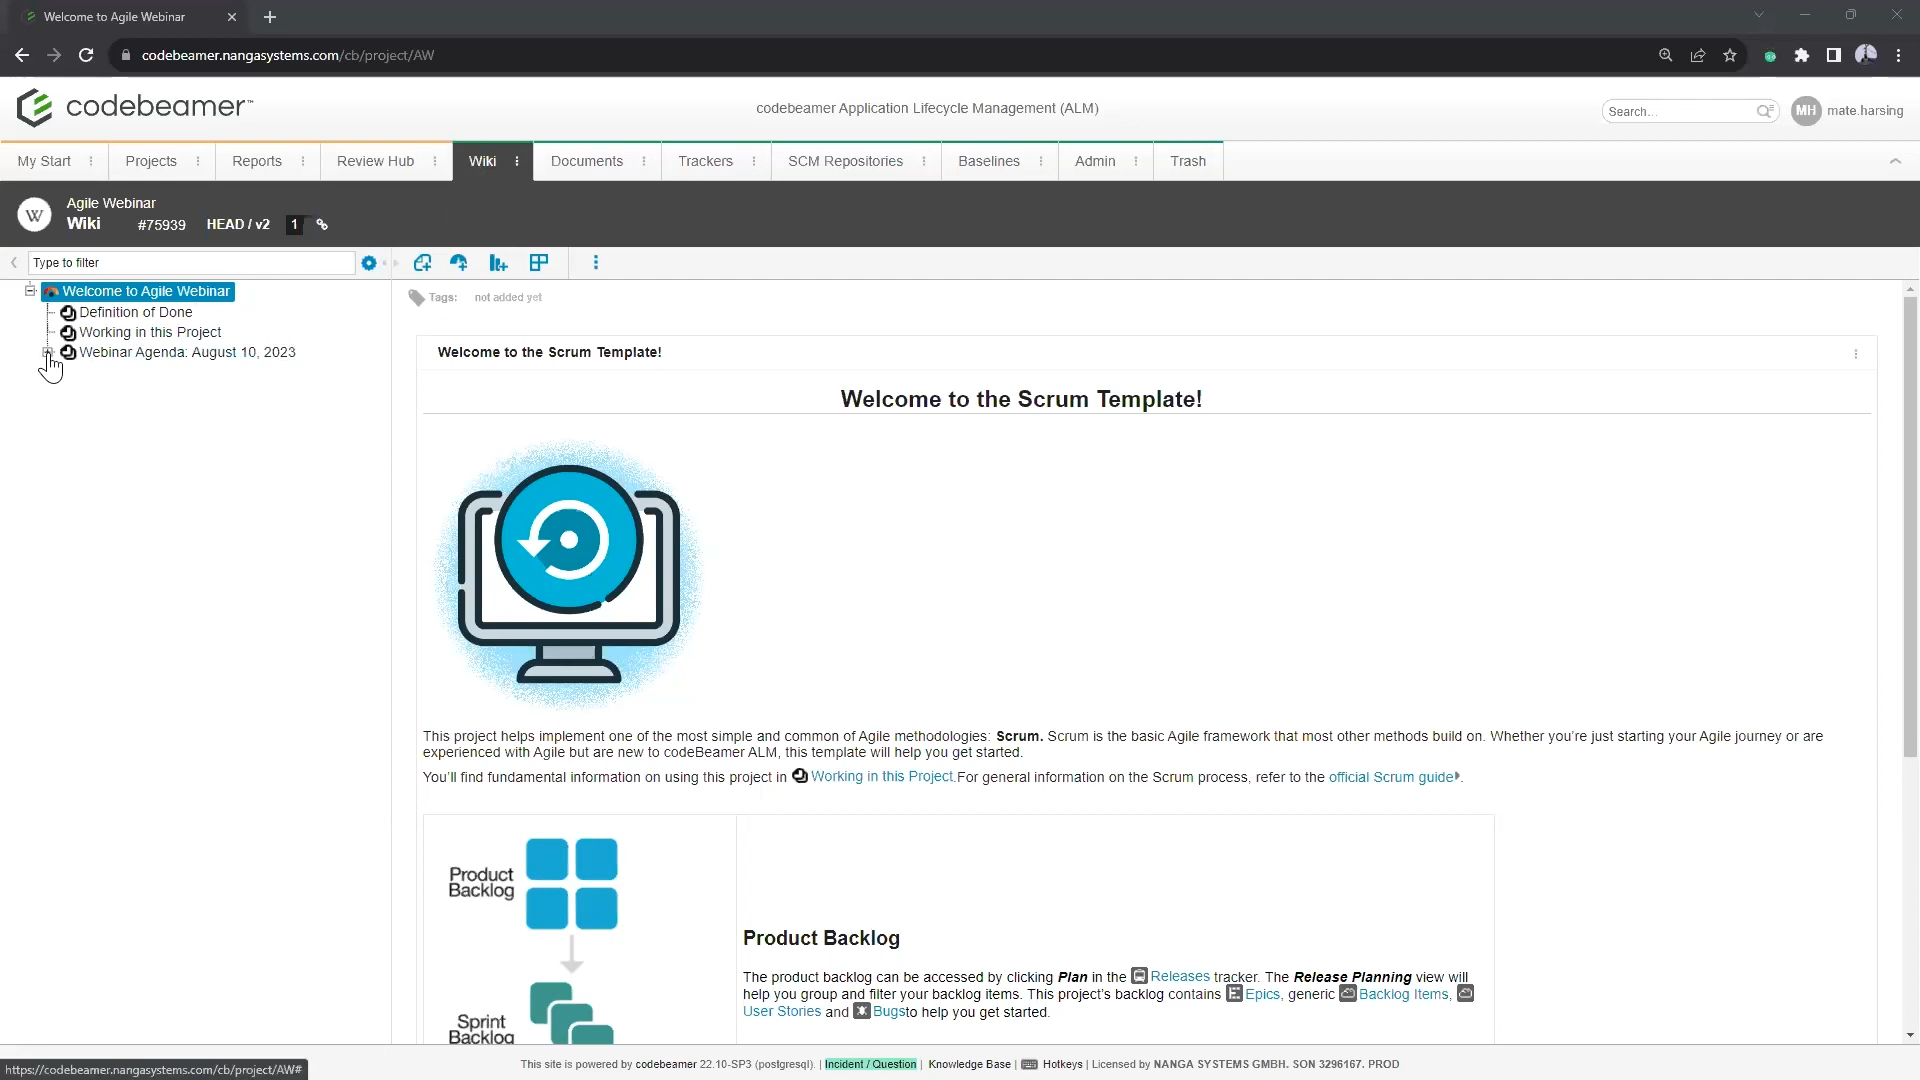 Welcome to Agile Webinar
codebeamer.nangasystems.com/cb/project/AW
codebeamer™
codebeamer Application Lifecycle Management (ALM)
Search...
MH
mate.harsing
My Start
Projects
Reports
Review Hub
Wiki
Documents
Trackers
SCM Repositories
Baselines
Admin
Trash
W
Agile Webinar
Wiki #75939 HEAD / v2 1
Type to filter
Welcome to Agile Webinar
Definition of Done
Working in this Project
Webinar Agenda: August 10, 2023
Tags: not added yet
Welcome to the Scrum Template!
Welcome to the Scrum Template!
This project helps implement one of the most simple and common of Agile methodologies: Scrum. Scrum is the basic Agile framework that most other methods build on. Whether you're just starting your Agile journey or are
experienced with Agile but are new to codeBeamer ALM, this template will help you get started.
You'll find fundamental information on using this project in Working in this Project.For general information on the Scrum process, refer to the official Scrum guide.
Product
Backlog
Sprint
Backlog
Product Backlog
The product backlog can be accessed by clicking Plan in the Releases tracker. The Release Planning view will
help you group and filter your backlog items. This project's backlog contains Epics, generic Backlog Items,
User Stories and Bugsto help you get started.
This site is powered by codebeamer 22.10-SP3 (postgresql). | Incident / Question | Knowledge Base | Hotkeys | Licensed by NANGA SYSTEMS GMBH. SON 3296167. PROD
https://codebeamer.nangasystems.com/cb/project/AW#